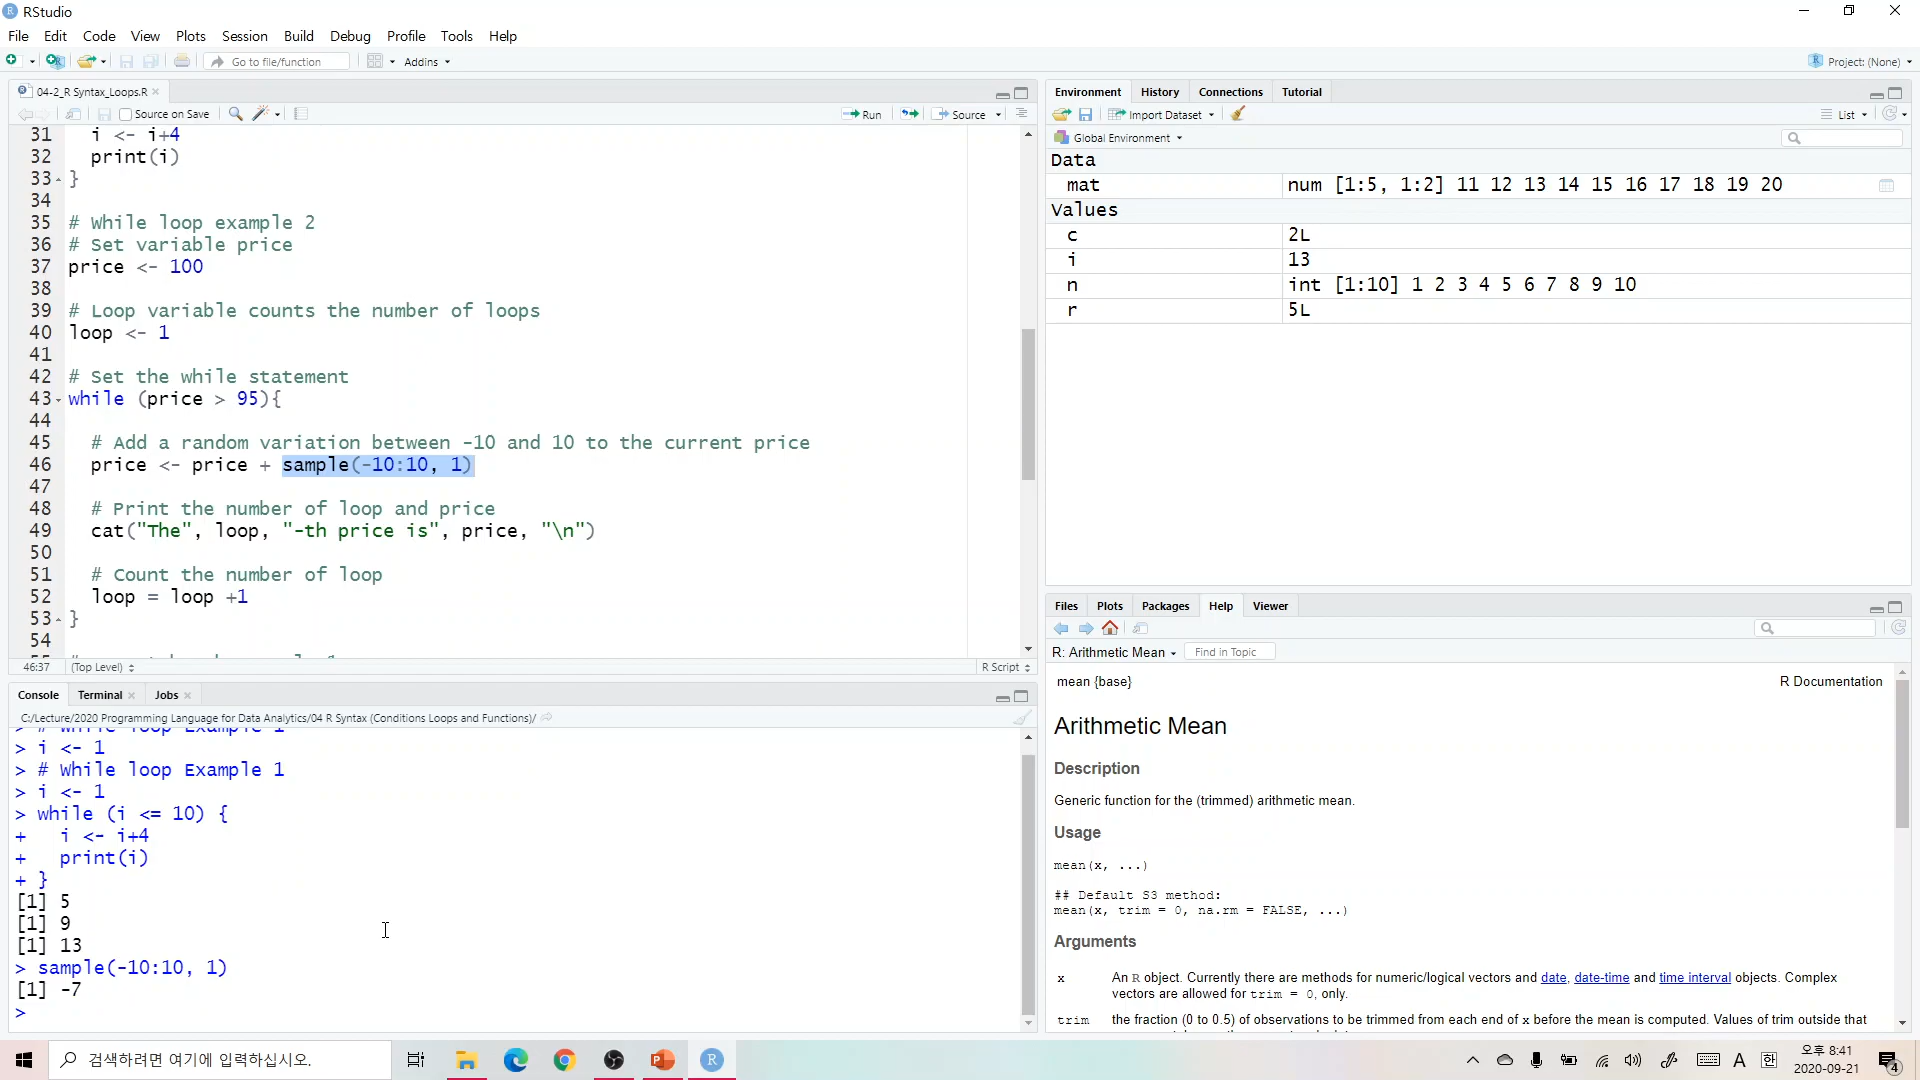 RStudio
File Edit Code View Plots Session Build Debug Profile Tools Help
Go to file/function Addins Project: (None)
04-2_R Syntax_Loops.R
Source on Save Run Source
31 i <- i+4
32 print(i)
33 }
34
35 # While loop example 2
36 # Set variable price
37 price <- 100
38
39 # Loop variable counts the number of loops
40 loop <- 1
41
42 # Set the while statement
43 while (price > 95){
44
45 # Add a random variation between -10 and 10 to the current price
46 price <- price + sample(-10:10, 1)
47
48 # Print the number of loop and price
49 cat("The", loop, "-th price is", price, "\n")
50
51 # Count the number of loop
52 loop = loop +1
53 }
54
46:37 (Top Level) R Script
Console Terminal Jobs
C:/Lecture/2020 Programming Language for Data Analytics/04 R Syntax (Conditions Loops and Functions)/
> # While loop Example 1
> i <- 1
> # While loop Example 1
> i <- 1
> while (i <= 10) {
+ i <- i+4
+ print(i)
+ }
[1] 5
[1] 9
[1] 13
> sample(-10:10, 1)
[1] -7
>
Environment History Connections Tutorial
Import Dataset List
Global Environment
Data
mat num [1:5, 1:2] 11 12 13 14 15 16 17 18 19 20
Values
c 2L
i 13
n int [1:10] 1 2 3 4 5 6 7 8 9 10
r 5L
Files Plots Packages Help Viewer
R: Arithmetic Mean Find in Topic
mean {base} R Documentation
Arithmetic Mean
Description
Generic function for the (trimmed) arithmetic mean.
Usage
mean(x, ...)
## Default S3 method:
mean(x, trim = 0, na.rm = FALSE, ...)
Arguments
x An R object. Currently there are methods for numeric/logical vectors and date, date-time and time interval objects. Complex
vectors are allowed for trim = 0, only.
trim the fraction (0 to 0.5) of observations to be trimmed from each end of x before the mean is computed. Values of trim outside that
검색하려면 여기에 입력하십시오.
A 한 오후 8:41
2020-09-21
4